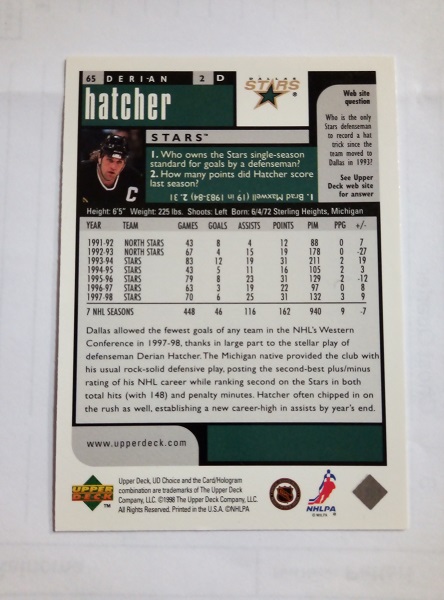 65 DERIAN 2 D
hatcher
DALLAS
STARS ®
Web site
question
Who is the only
Stars defenseman
to record a hat
trick since the
team moved to
Dallas in 1993?
See Upper
Deck web site
for answer
STARS™
1. Who owns the Stars single-season
standard for goals by a defenseman?
2. How many points did Hatcher score
last season?
1. Brad Maxwell (19 in 1983-84) 2. 31
Height: 6'5" Weight: 225 lbs. Shoots: Left Born: 6/4/72 Sterling Heights, Michigan
YEAR TEAM GAMES GOALS ASSISTS POINTS PIM PPG +/-
1991-92 NORTH STARS 43 8 4 12 88 0 7
1992-93 NORTH STARS 67 4 15 19 178 0 -27
1993-94 STARS 83 12 19 31 211 2 19
1994-95 STARS 43 5 11 16 105 2 3
1995-96 STARS 79 8 23 31 129 2 -12
1996-97 STARS 63 3 19 22 97 0 8
1997-98 STARS 70 6 25 31 132 3 9
7 NHL SEASONS 448 46 116 162 940 9 -7
Dallas allowed the fewest goals of any team in the NHL's Western
Conference in 1997-98, thanks in large part to the stellar play of
defenseman Derian Hatcher. The Michigan native provided the club with
his usual rock-solid defensive play, posting the second-best plus/minus
rating of his NHL career while ranking second on the Stars in both
total hits (with 148) and penalty minutes. Hatcher often chipped in on
the rush as well, establishing a new career-high in assists by year's end.
www.upperdeck.com
UPPER
DECK
™
Upper Deck, UD Choice and the Card/Hologram
combination are trademarks of The Upper Deck
Company, LLC. ©1998 The Upper Deck Company, LLC.
All Rights Reserved. Printed in the U.S.A. ©NHLPA
NHLPA
© NHLPA